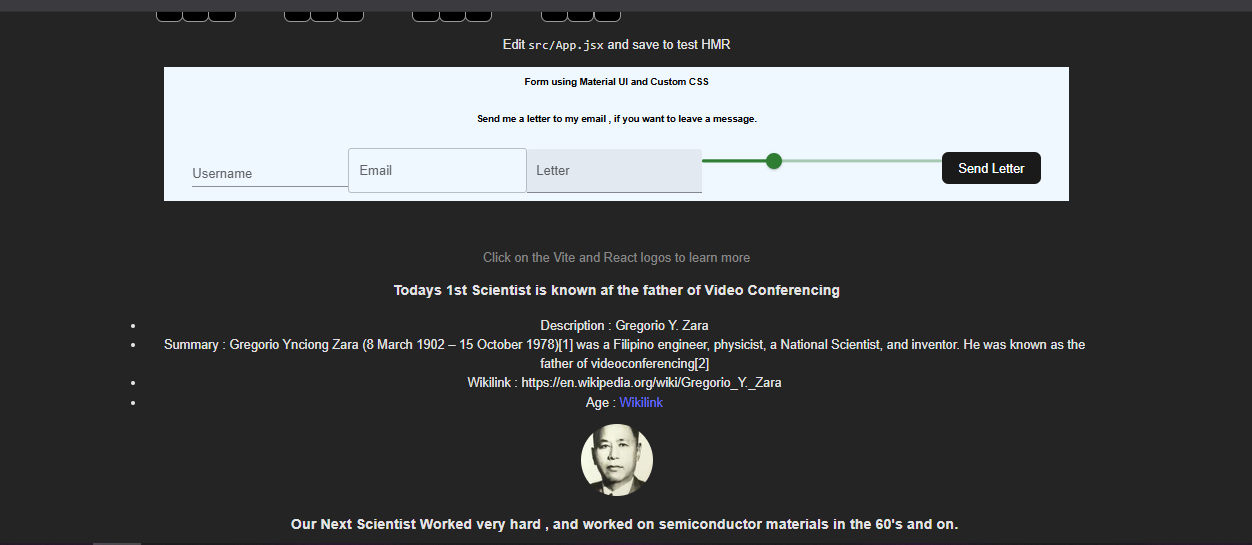 Edit src/App.jsx and save to test HMR
Form using Material UI and Custom CSS
Send me a letter to my email , if you want to leave a message.
Username
Email
Letter
Send Letter
Click on the Vite and React logos to learn more
Todays 1st Scientist is known af the father of Video Conferencing
Description : Gregorio Y. Zara
Summary : Gregorio Ynciong Zara (8 March 1902 – 15 October 1978)[1] was a Filipino engineer, physicist, a National Scientist, and inventor. He was known as the
father of videoconferencing[2]
Wikilink : https://en.wikipedia.org/wiki/Gregorio_Y._Zara
Age : Wikilink
Our Next Scientist Worked very hard , and worked on semiconductor materials in the 60's and on.